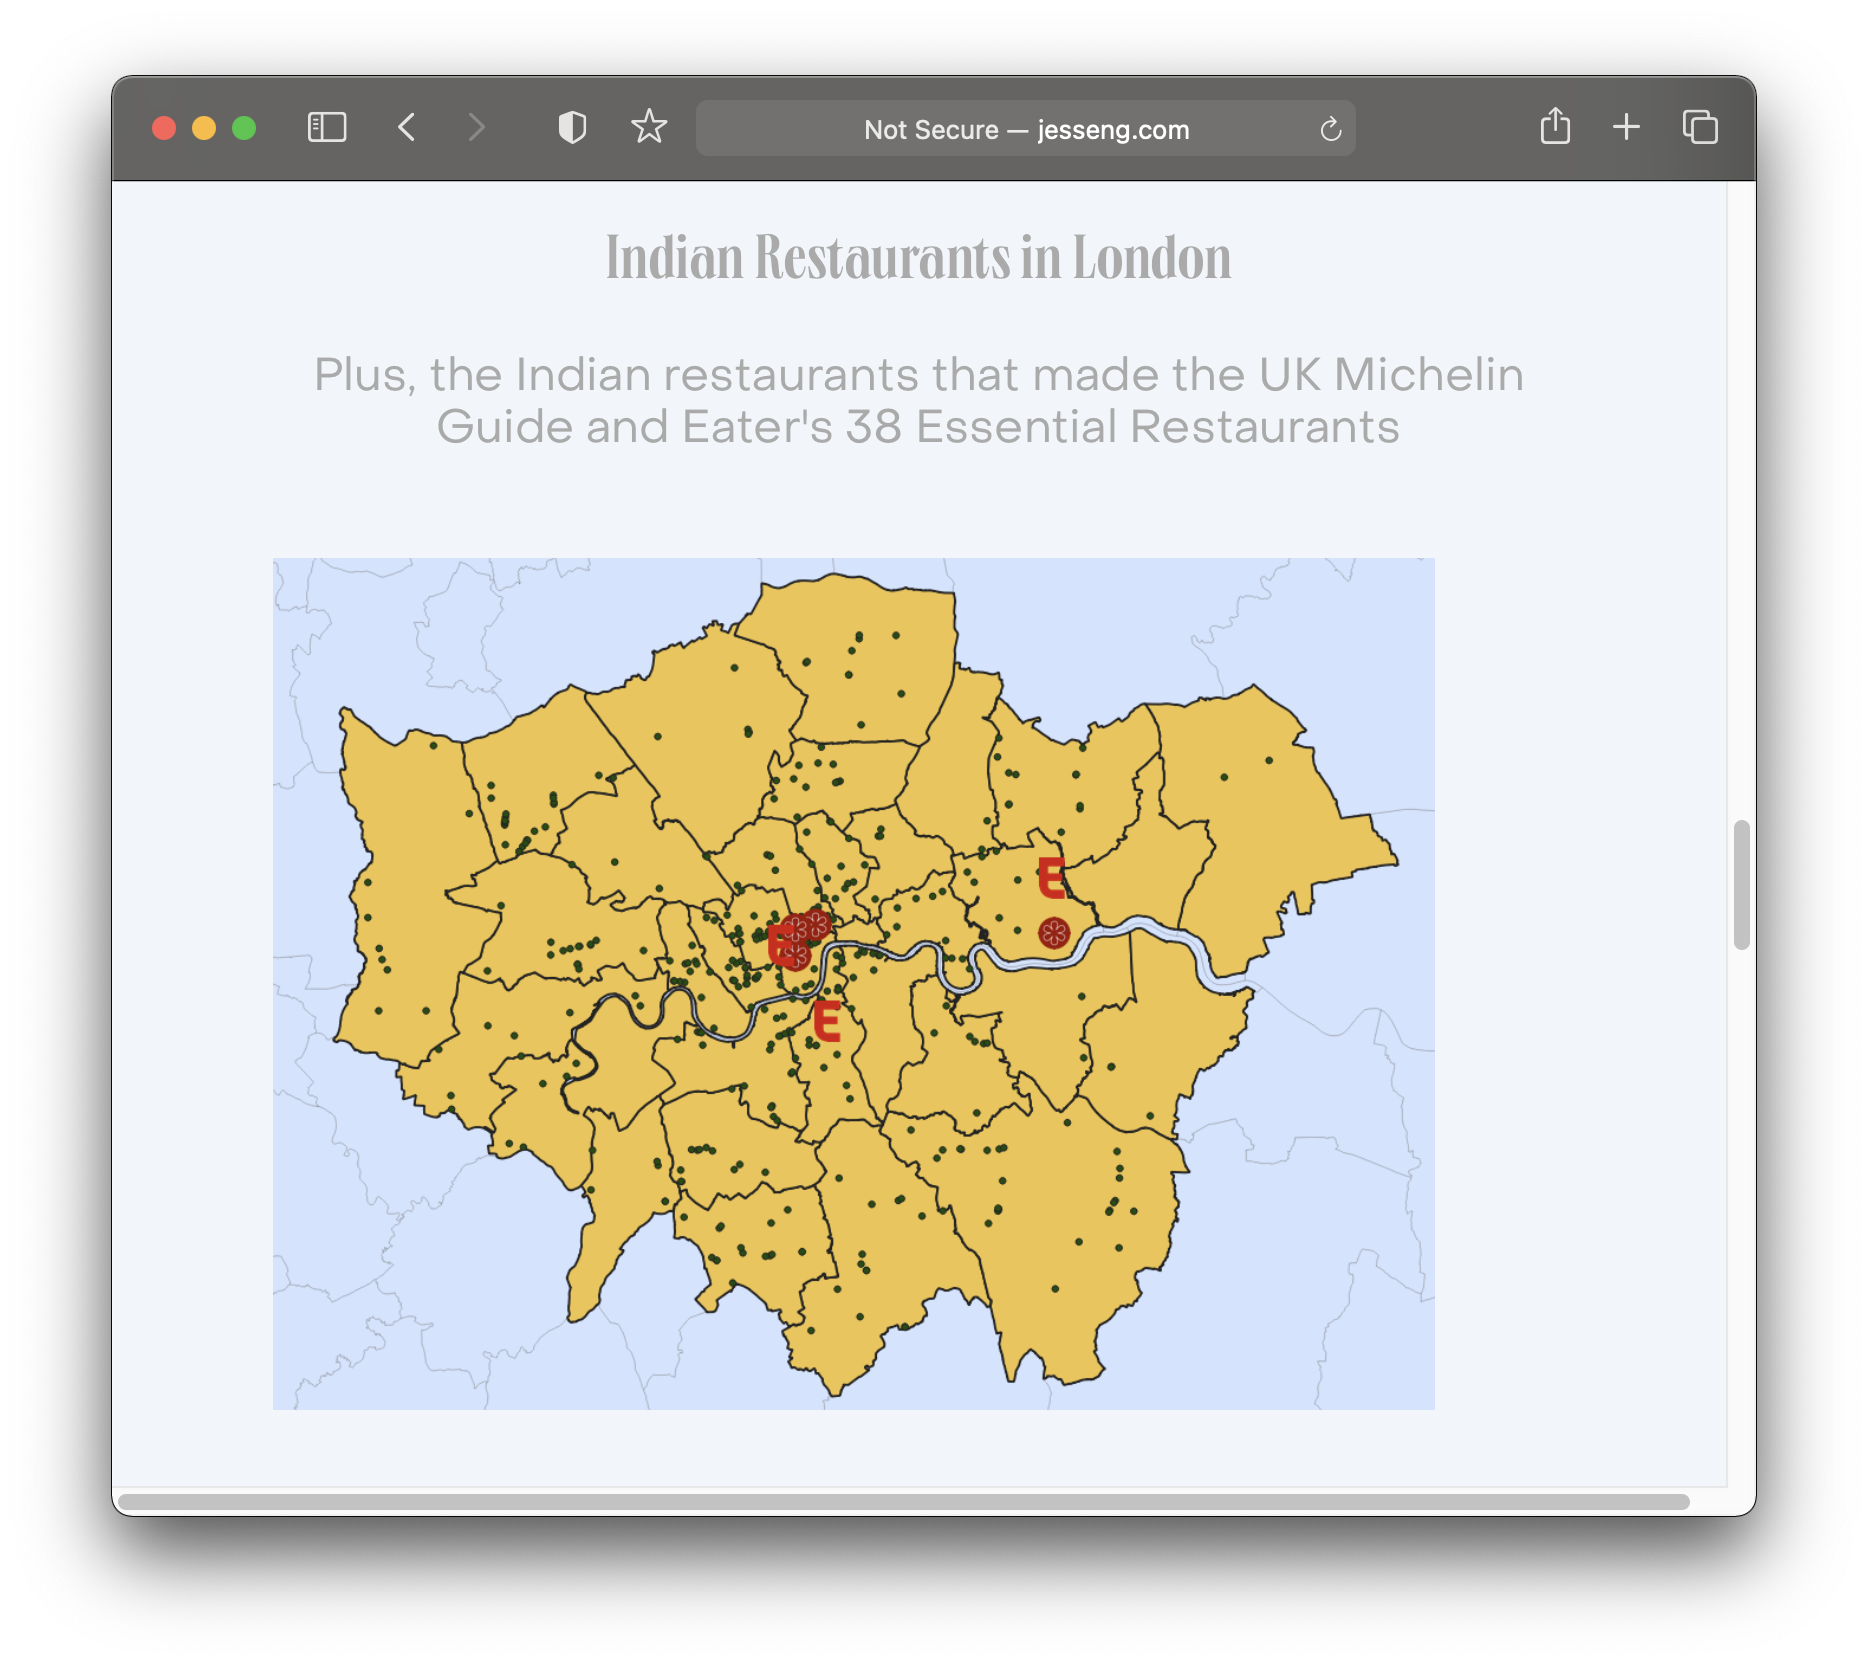 Not Secure — jesseng.com
Indian Restaurants in London
Plus, the Indian restaurants that made the UK Michelin
Guide and Eater's 38 Essential Restaurants
E
E
E